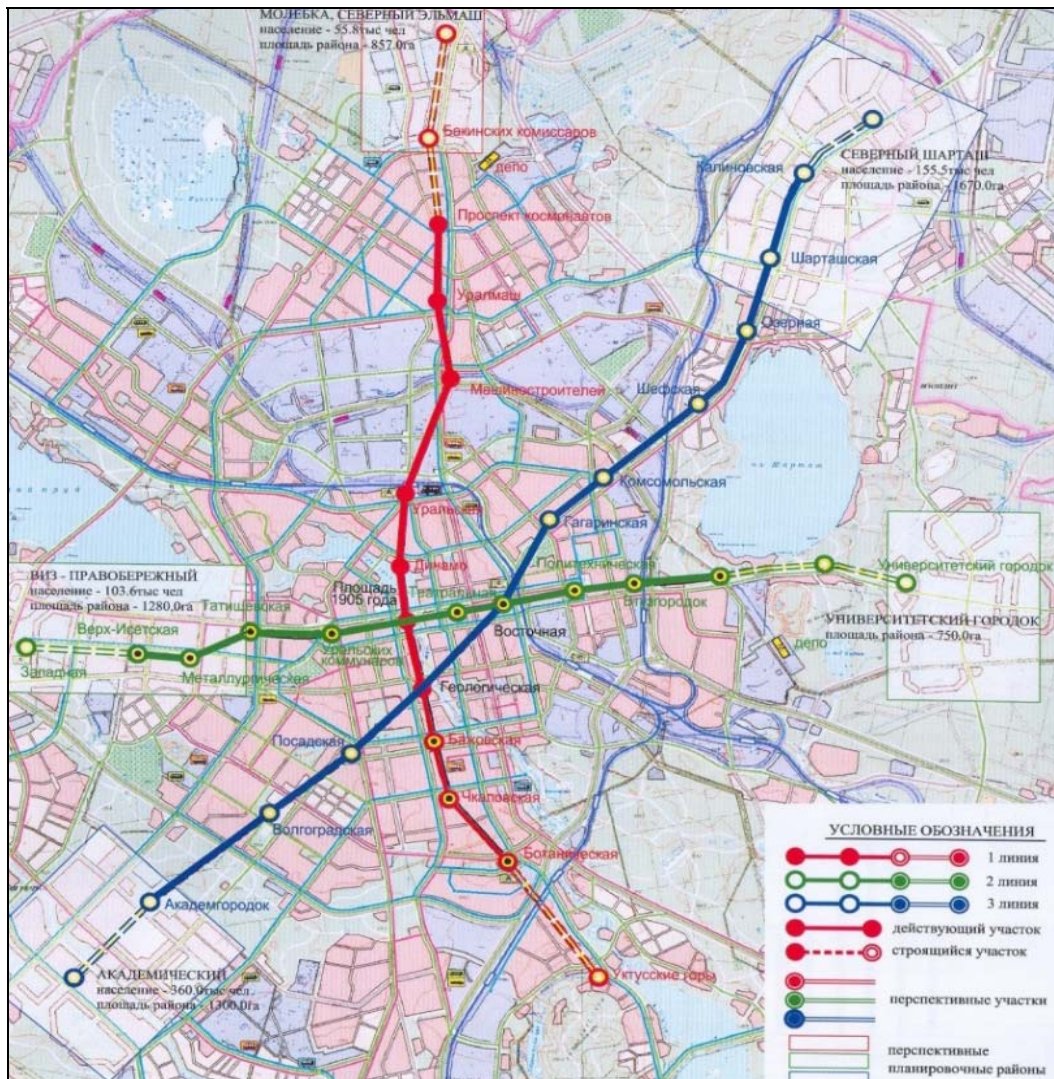 МОЛЕБКА, СЕВЕРНЫЙ ЭЛЬМАШ
население - 55.8тыс чел
площадь района - 857.0га
Бакинских комиссаров
депо
Калиновская
СЕВЕРНЫЙ ШАРТАШ
население - 155.5тыс чел
площадь района - 1670.0га
Проспект космонавтов
Шарташская
Уралмаш
Озерная
Машиностроителей
Шефская
Комсомольская
Уральская
Гагаринская
Динамо
Политехническая
Университетский городок
ВИЗ - ПРАВОБЕРЕЖНЫЙ
население - 103.6тыс чел
площадь района - 1280.0га
Площадь
1905 года
Театральная
Втузгородок
Татищевская
Верх-Исетская
УНИВЕРСИТЕТСКИЙ ГОРОДОК
площадь района - 750.0га
Восточная
депо
Уральских
коммунаров
Западная
Металлургическая
Геологическая
Посадская
Бажовская
Чкаловская
Волгоградская
Ботаническая
Академгородок
АКАДЕМИЧЕСКИЙ
население - 360.0тыс чел
площадь района - 1300.0га
Уктусские горы
УСЛОВНЫЕ ОБОЗНАЧЕНИЯ
1 линия
2 линия
3 линия
действующий участок
строящийся участок
перспективные участки
перспективные
планировочные районы